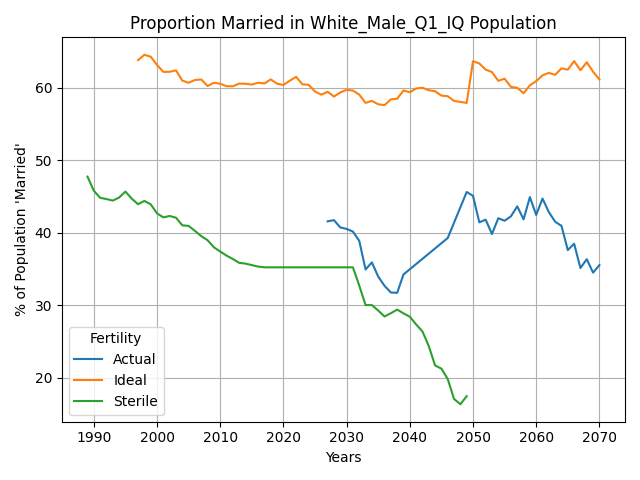 Proportion Married in White_Male_Q1_IQ Population
% of Population 'Married'
60
50
40
30
20
Fertility
Actual
Ideal
Sterile
1990 2000 2010 2020 2030 2040 2050 2060 2070
Years